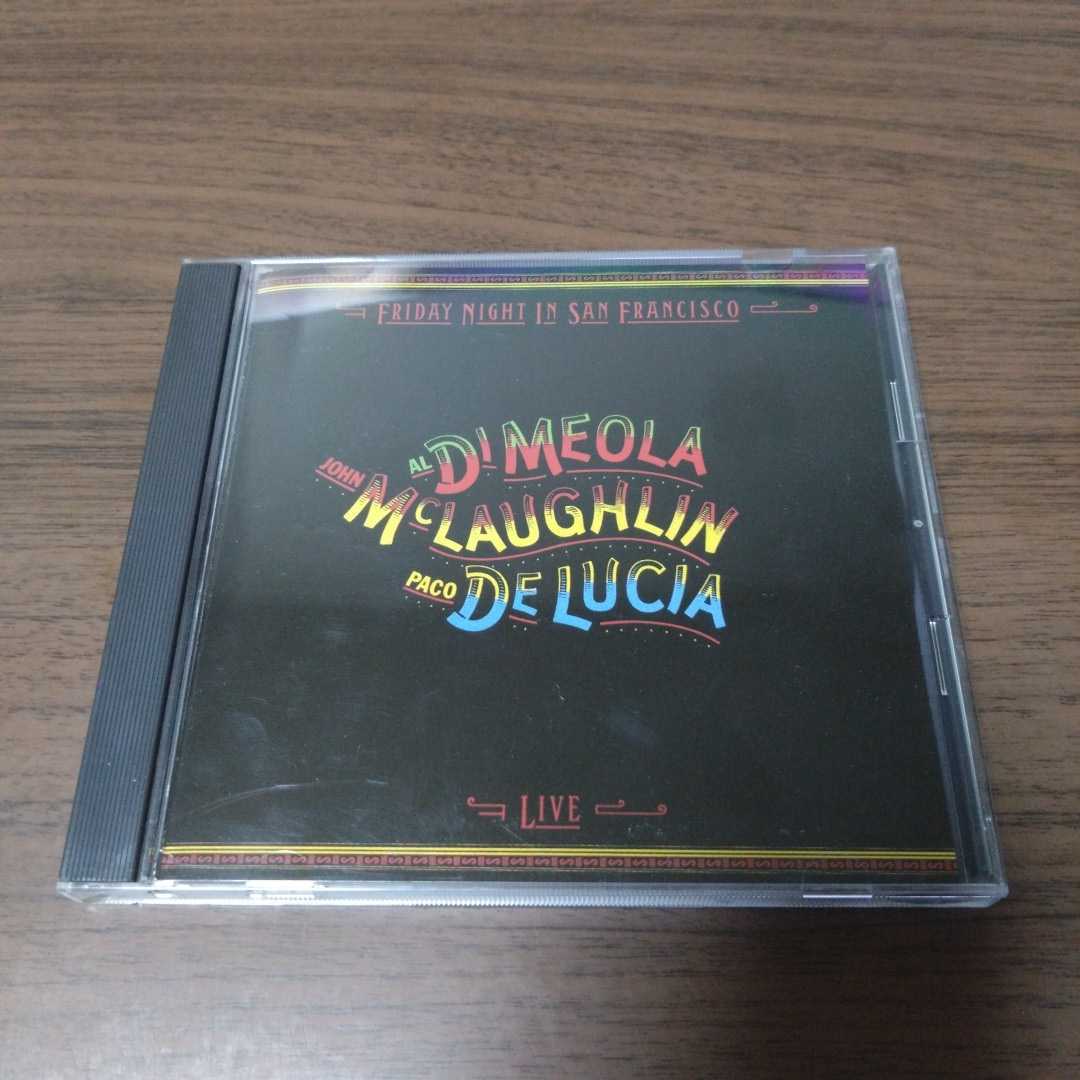 FRIDAY NIGHT IN SAN FRANCISCO
AL DI MEOLA
JOHN MCLAUGHLIN
PACO DE LUCIA
LIVE